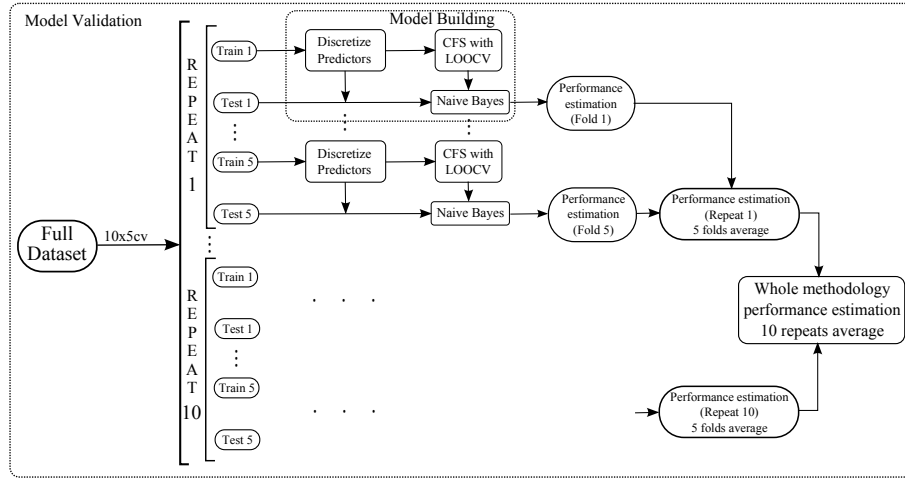 Model Validation
Model Building
Full
Dataset
10x5cv
REPEAT
1
Train 1
Discretize
Predictors
CFS with
LOOCV
Test 1
Naive Bayes
Performance
estimation
(Fold 1)
Train 5
Discretize
Predictors
CFS with
LOOCV
Test 5
Naive Bayes
Performance
estimation
(Fold 5)
Performance estimation
(Repeat 1)
5 folds average
REPEAT
10
Train 1
Test 1
Train 5
Test 5
Performance estimation
(Repeat 10)
5 folds average
Whole methodology
performance estimation
10 repeats average